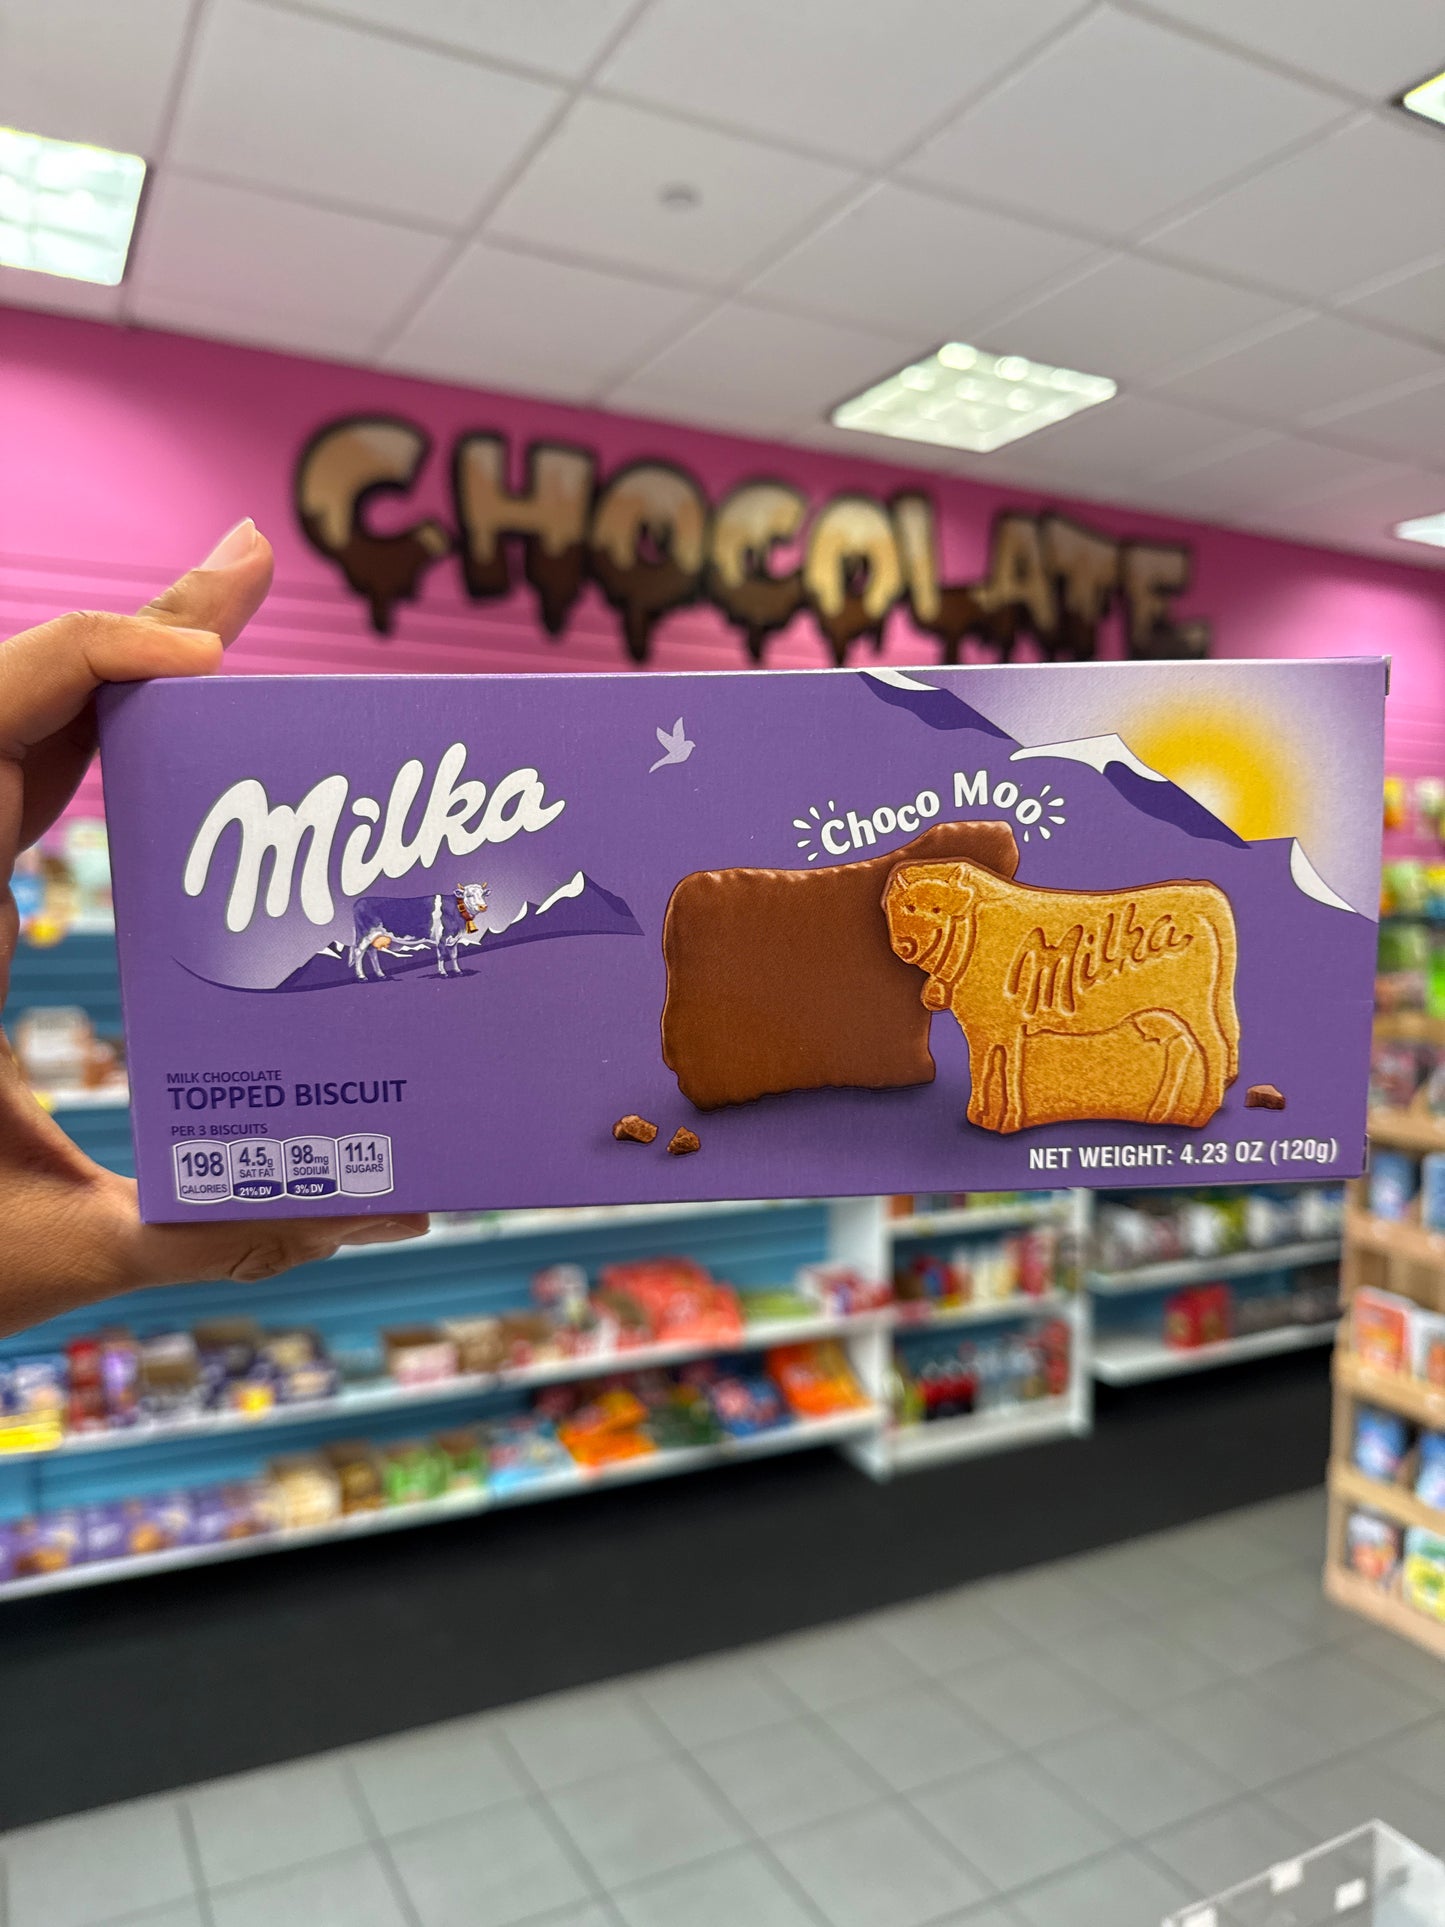 CHOCOLATE
Milka
Choco Moo
Milka
MILK CHOCOLATE
TOPPED BISCUIT
PER 3 BISCUITS
198 CALORIES
4.5g SAT FAT 21% DV
98mg SODIUM 3% DV
11.1g SUGARS
NET WEIGHT: 4.23 OZ (120g)